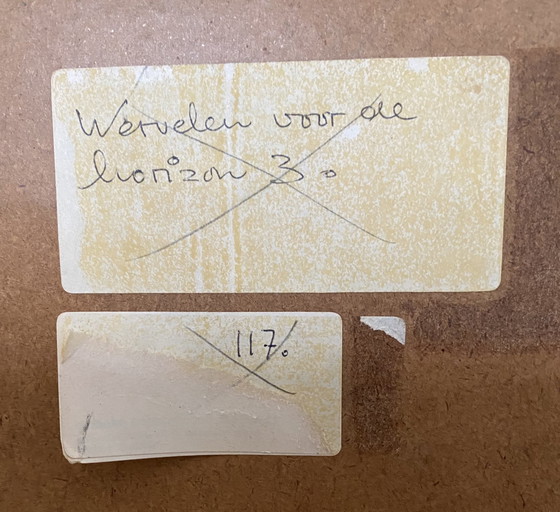 Wervelen voor de
horizon 3.
117.